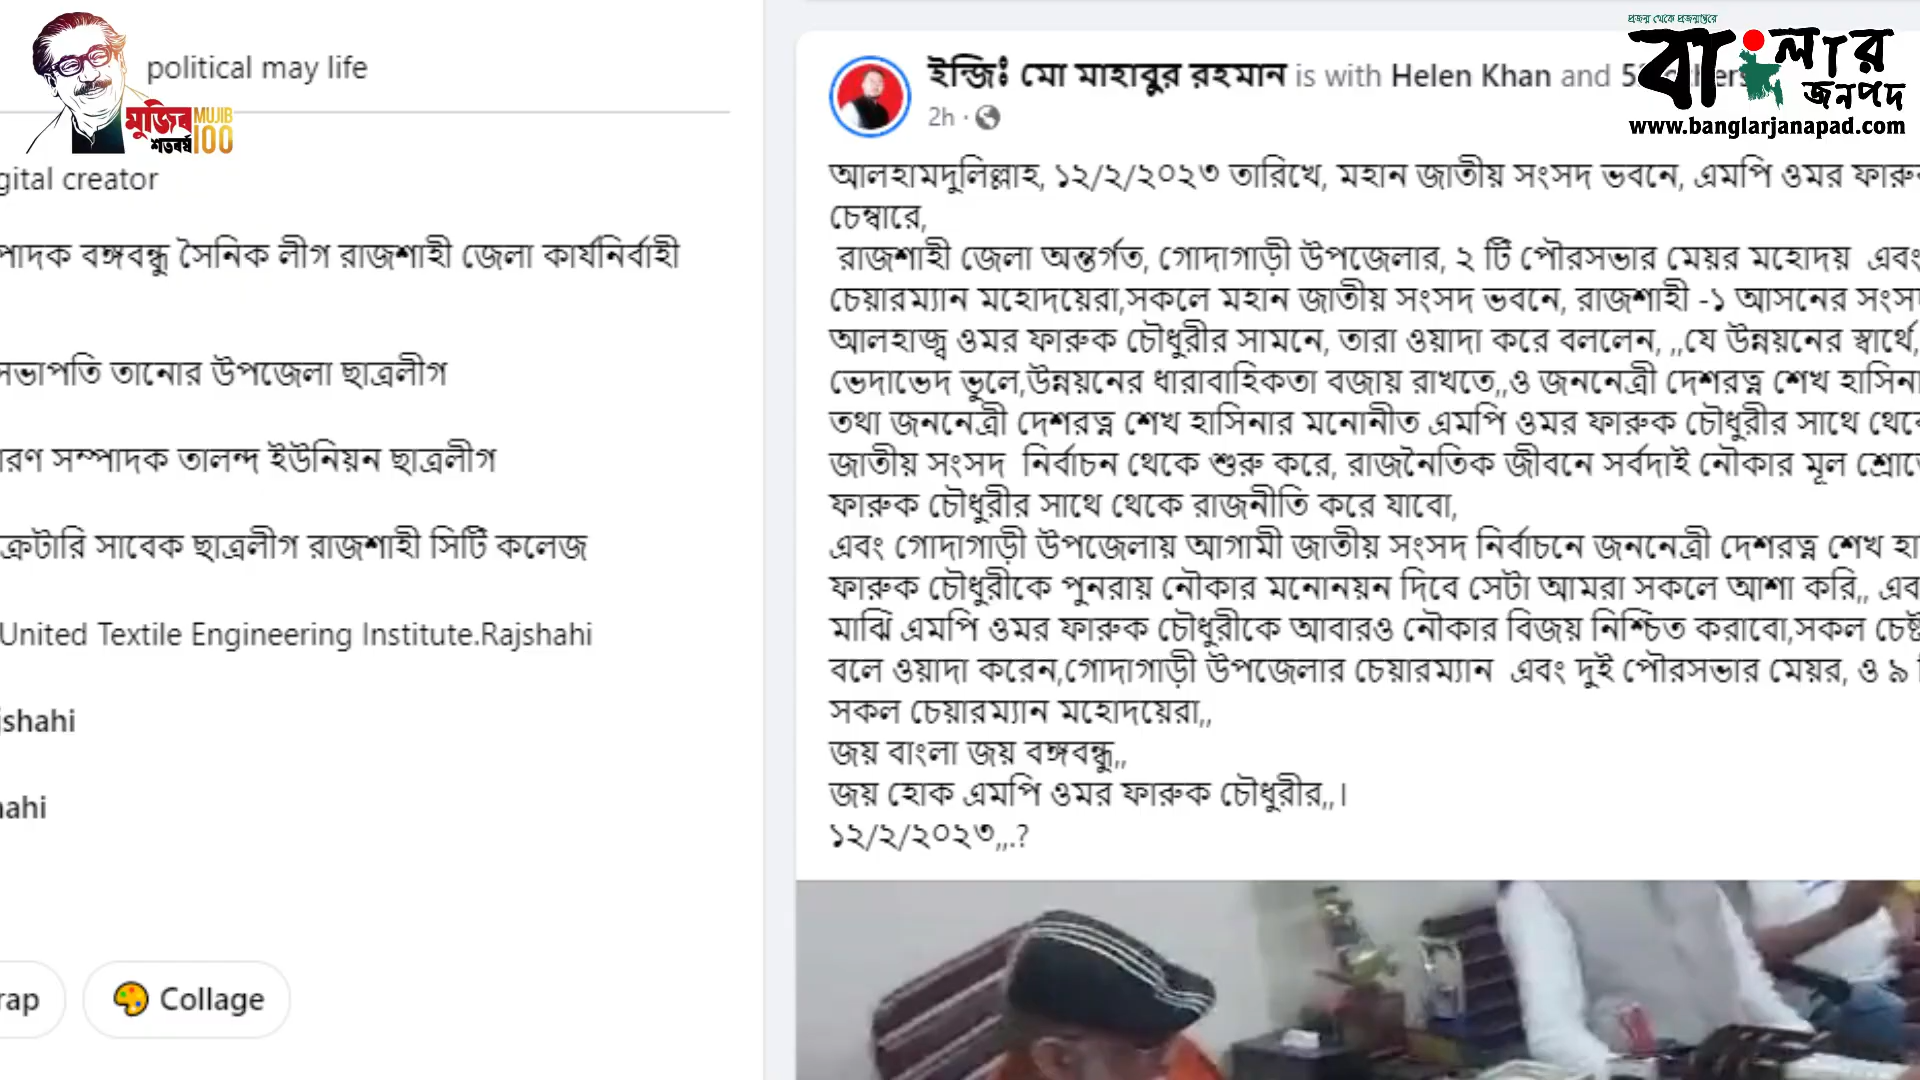 political may life
মুজিব MUJIB
শতবর্ষ 100
gital creator
পাদক বঙ্গবন্ধু সৈনিক লীগ রাজশাহী জেলা কার্যনির্বাহী
সভাপতি তানোর উপজেলা ছাত্রলীগ
রণ সম্পাদক তালন্দ ইউনিয়ন ছাত্রলীগ
ক্রেটারি সাবেক ছাত্রলীগ রাজশাহী সিটি কলেজ
United Textile Engineering Institute.Rajshahi
jshahi
hahi
rap
Collage
ইন্জিঃ মো মাহাবুর রহমান is with Helen Khan and
2h
প্রজন্ম থেকে প্রজন্মান্তরে
বাংলার
জনপদ
www.banglarjanapad.com
আলহামদুলিল্লাহ, ১২/২/২০২৩ তারিখে, মহান জাতীয় সংসদ ভবনে, এমপি ওমর ফারুক
চেম্বারে,
রাজশাহী জেলা অন্তর্গত, গোদাগাড়ী উপজেলার, ২ টি পৌরসভার মেয়র মহোদয় এবং
চেয়ারম্যান মহোদয়েরা,সকলে মহান জাতীয় সংসদ ভবনে, রাজশাহী -১ আসনের সংসদ
আলহাজ্ব ওমর ফারুক চৌধুরীর সামনে, তারা ওয়াদা করে বললেন, ,,যে উন্নয়নের স্বার্থে,
ভেদাভেদ ভুলে,উন্নয়নের ধারাবাহিকতা বজায় রাখতে,,ও জননেত্রী দেশরত্ন শেখ হাসিনা
তথা জননেত্রী দেশরত্ন শেখ হাসিনার মনোনীত এমপি ওমর ফারুক চৌধুরীর সাথে থেকে
জাতীয় সংসদ নির্বাচন থেকে শুরু করে, রাজনৈতিক জীবনে সর্বদাই নৌকার মূল শ্রোতে
ফারুক চৌধুরীর সাথে থেকে রাজনীতি করে যাবো,
এবং গোদাগাড়ী উপজেলায় আগামী জাতীয় সংসদ নির্বাচনে জননেত্রী দেশরত্ন শেখ হা
ফারুক চৌধুরীকে পুনরায় নৌকার মনোনয়ন দিবে সেটা আমরা সকলে আশা করি,, এব
মাঝি এমপি ওমর ফারুক চৌধুরীকে আবারও নৌকার বিজয় নিশ্চিত করাবো,সকল চেষ্ট
বলে ওয়াদা করেন,গোদাগাড়ী উপজেলার চেয়ারম্যান এবং দুই পৌরসভার মেয়র, ও ৯
সকল চেয়ারম্যান মহোদয়েরা,,
জয় বাংলা জয় বঙ্গবন্ধু,,
জয় হোক এমপি ওমর ফারুক চৌধুরীর,,।
১২/২/২০২৩,,.?